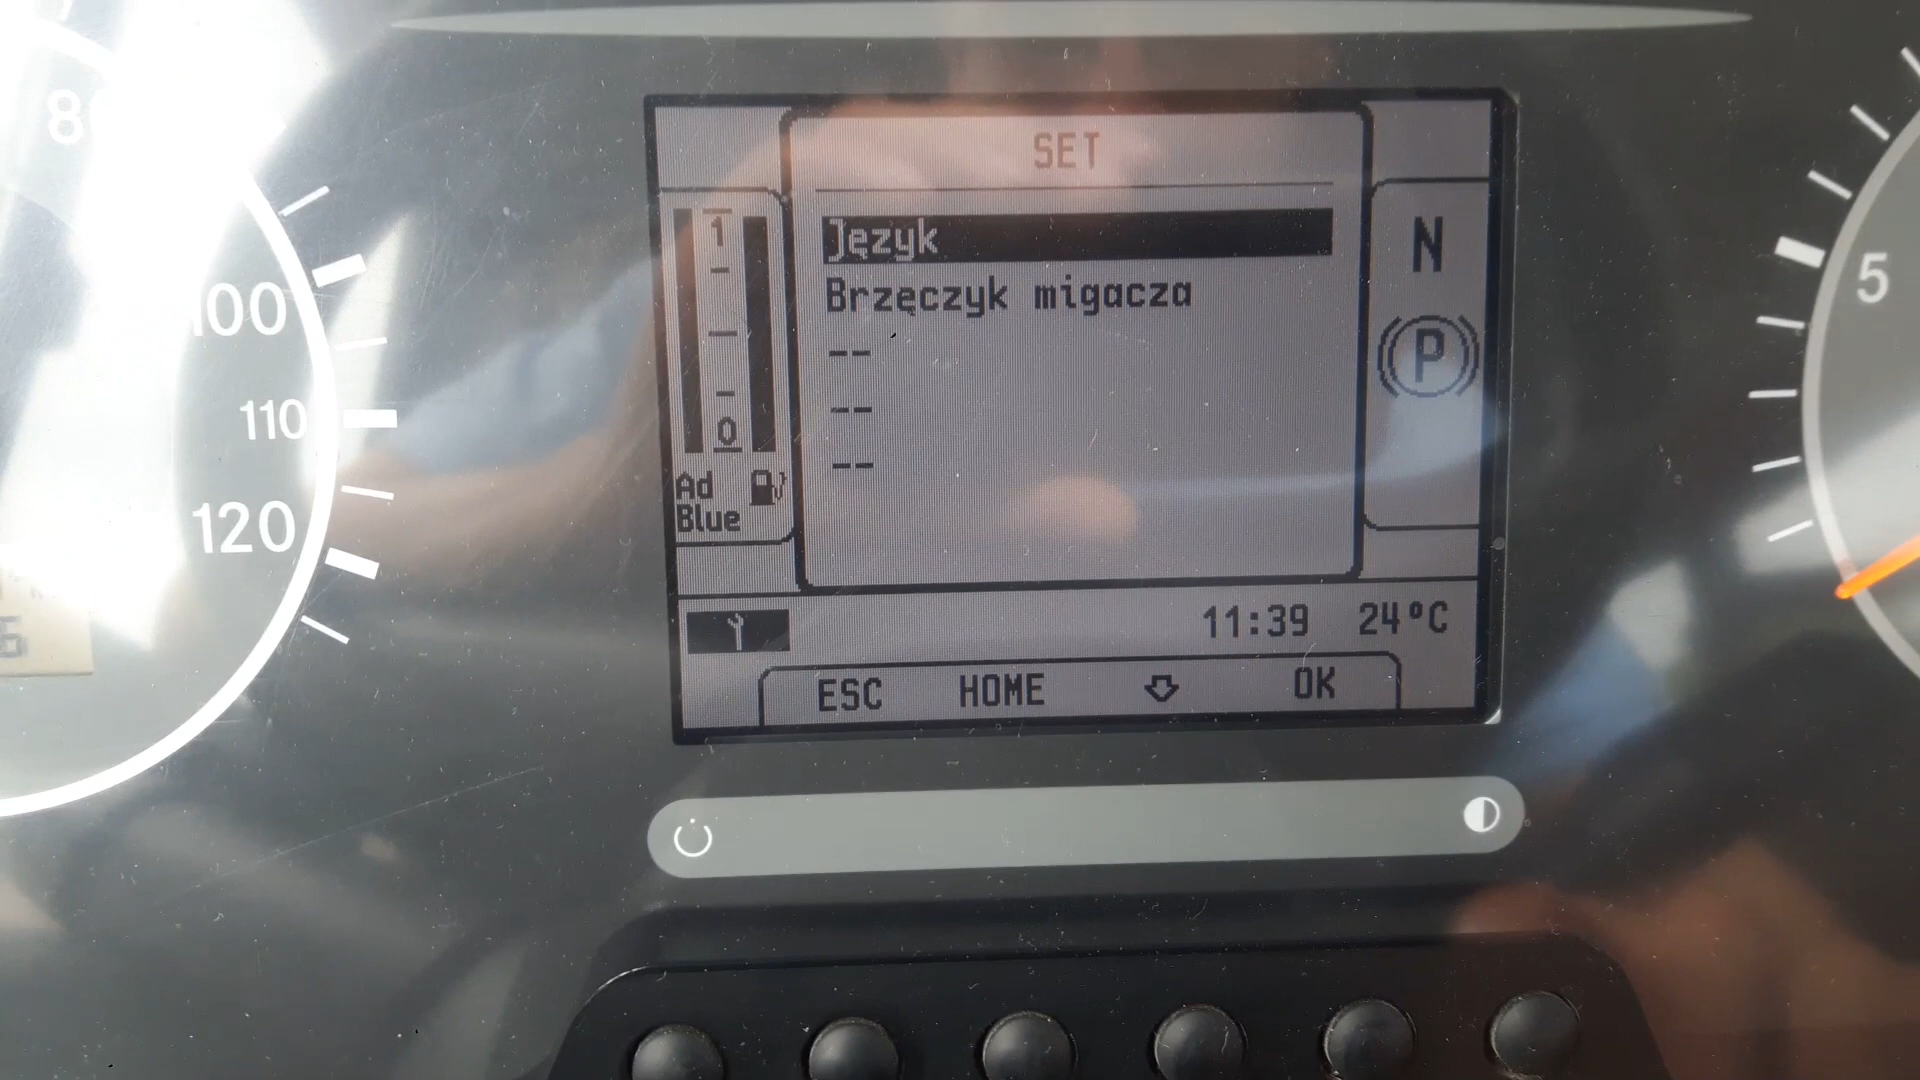 SET
Język
Brzęczyk migacza
--
--
--
1
0
Ad
Blue
N
P
11:39 24°C
ESC HOME OK
100
110
120
5